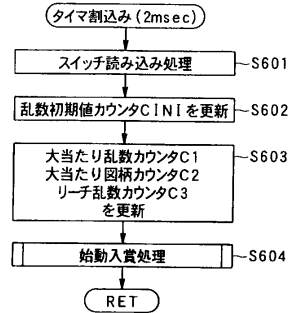 タイマ割込み(2msec)
スイッチ読み込み処理
S601
乱数初期値カウンタCINIを更新
S602
大当たり乱数カウンタC1
大当たり図柄カウンタC2
リーチ乱数カウンタC3
を更新
S603
始動入賞処理
S604
RET